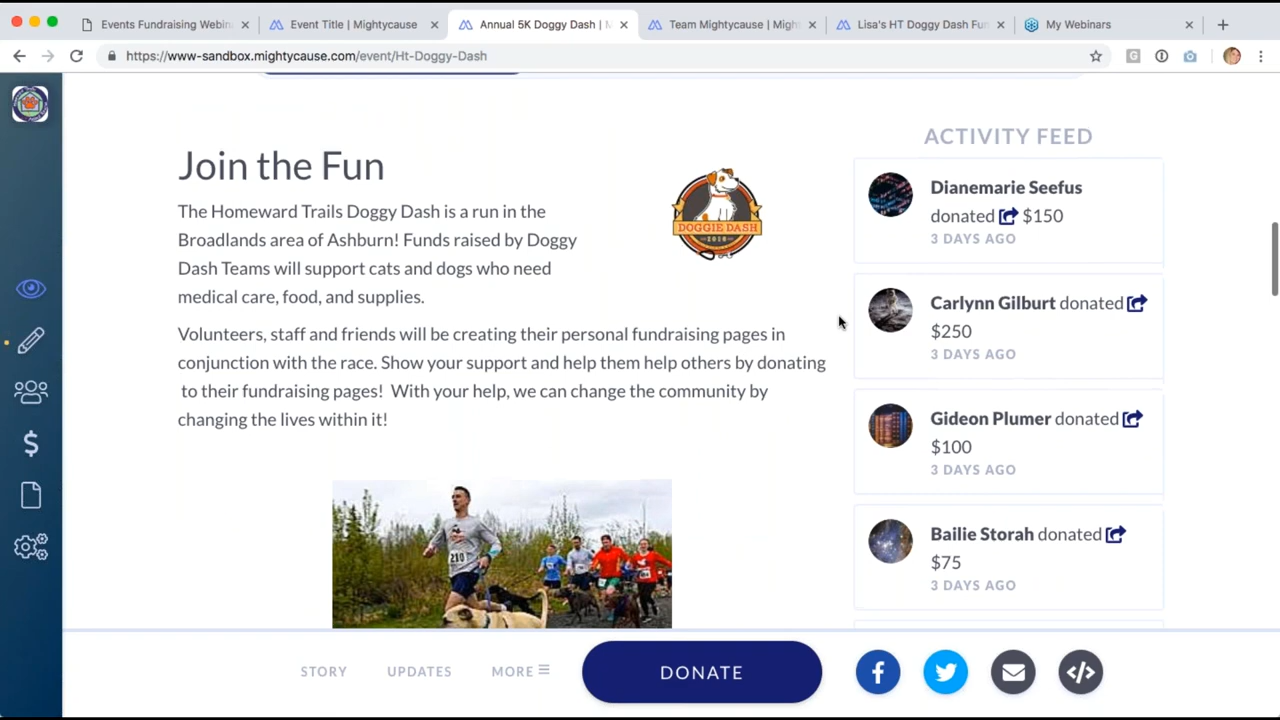 Events Fundraising Webin
Event Title | Mightycause
Annual 5K Doggy Dash | M
Team Mightycause | Migh
Lisa's HT Doggy Dash Fun
My Webinars
https://www-sandbox.mightycause.com/event/Ht-Doggy-Dash
Join the Fun
The Homeward Trails Doggy Dash is a run in the
Broadlands area of Ashburn! Funds raised by Doggy
Dash Teams will support cats and dogs who need
medical care, food, and supplies.
DOGGIE DASH
Volunteers, staff and friends will be creating their personal fundraising pages in
conjunction with the race. Show your support and help them help others by donating
to their fundraising pages! With your help, we can change the community by
changing the lives within it!
210
ACTIVITY FEED
Dianemarie Seefus
donated $150
3 DAYS AGO
Carlynn Gilburt donated
$250
3 DAYS AGO
Gideon Plumer donated
$100
3 DAYS AGO
Bailie Storah donated
$75
3 DAYS AGO
STORY
UPDATES
MORE
DONATE